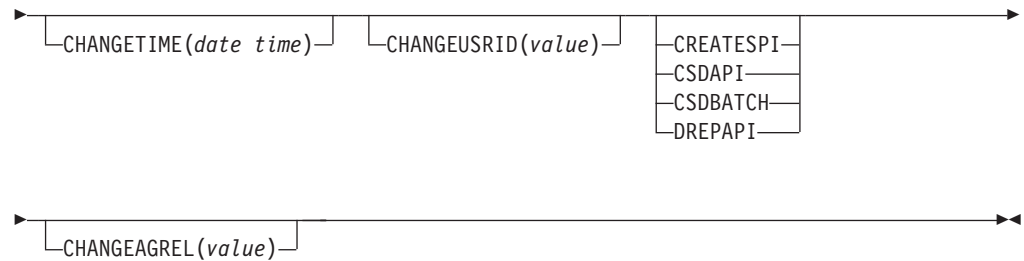 CHANGETIME(date time) CHANGEUSRID(value) CREATESPI
CSDAPI
CSDBATCH
DREPAPI
CHANGEAGREL(value)